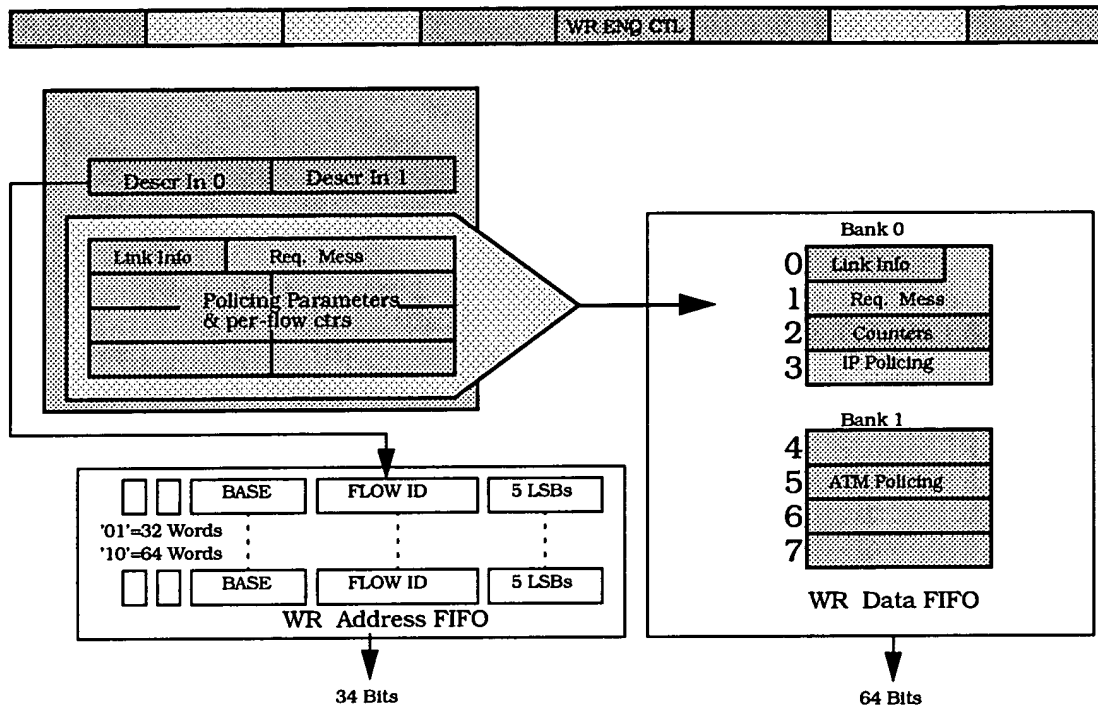 WR ENQ CTL
Descr In 0
Descr In 1
Link Info
Req. Mess
Policing Parameters
& per-flow ctrs
Bank 0
0
Link Info
1
Req. Mess
2
Counters
3
IP Policing
Bank 1
4
5
ATM Policing
6
7
WR Data FIFO
64 Bits
BASE
FLOW ID
5 LSBs
'01'=32 Words
'10'=64 Words
BASE
FLOW ID
5 LSBs
WR Address FIFO
34 Bits